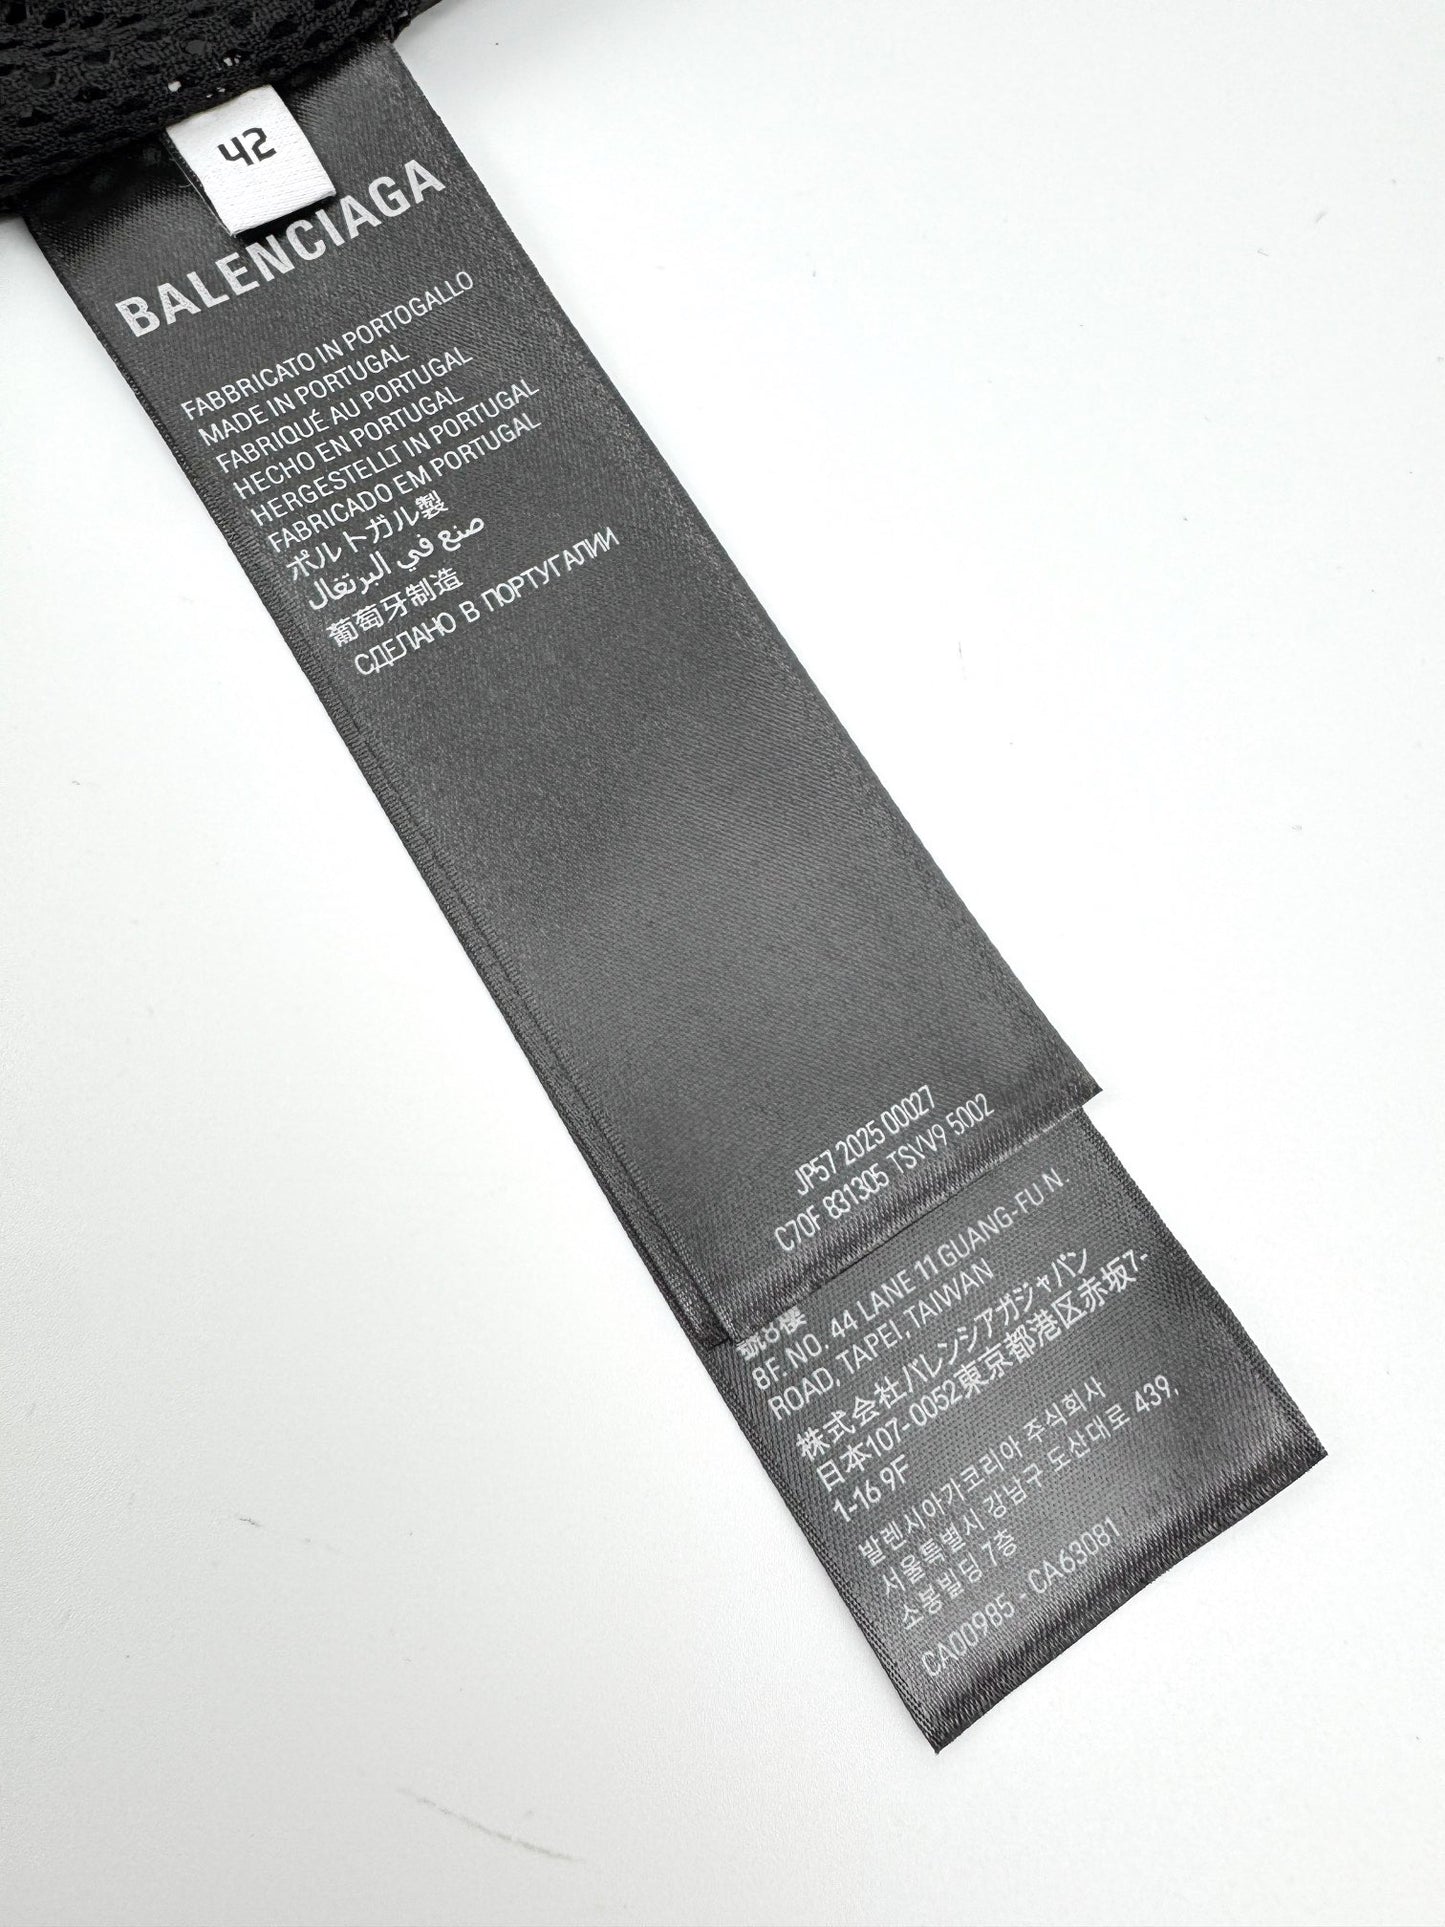 42
BALENCIAGA
FABBRICATO IN PORTOGALLO
MADE IN PORTUGAL
FABRIQUÉ AU PORTUGAL
HECHO EN PORTUGAL
HERGESTELLT IN PORTUGAL
FABRICADO EM PORTUGAL
ポルトガル製
صنع في البرتغال
葡萄牙制造
СДЕЛАНО В ПОРТУГАЛИИ
JP57 2025 00027
C70F 831305 TSVV9 5002
號8樓
8F. NO. 44 LANE 11 GUANG-FU N.
ROAD, TAPEI, TAIWAN
株式会社バレンシアガジャパン
日本107-0052東京都港区赤坂7-
1-16 9F
발렌시아가코리아 주식회사
서울특별시 강남구 도산대로 439,
소봉빌딩 7층
CA00985 - CA63081